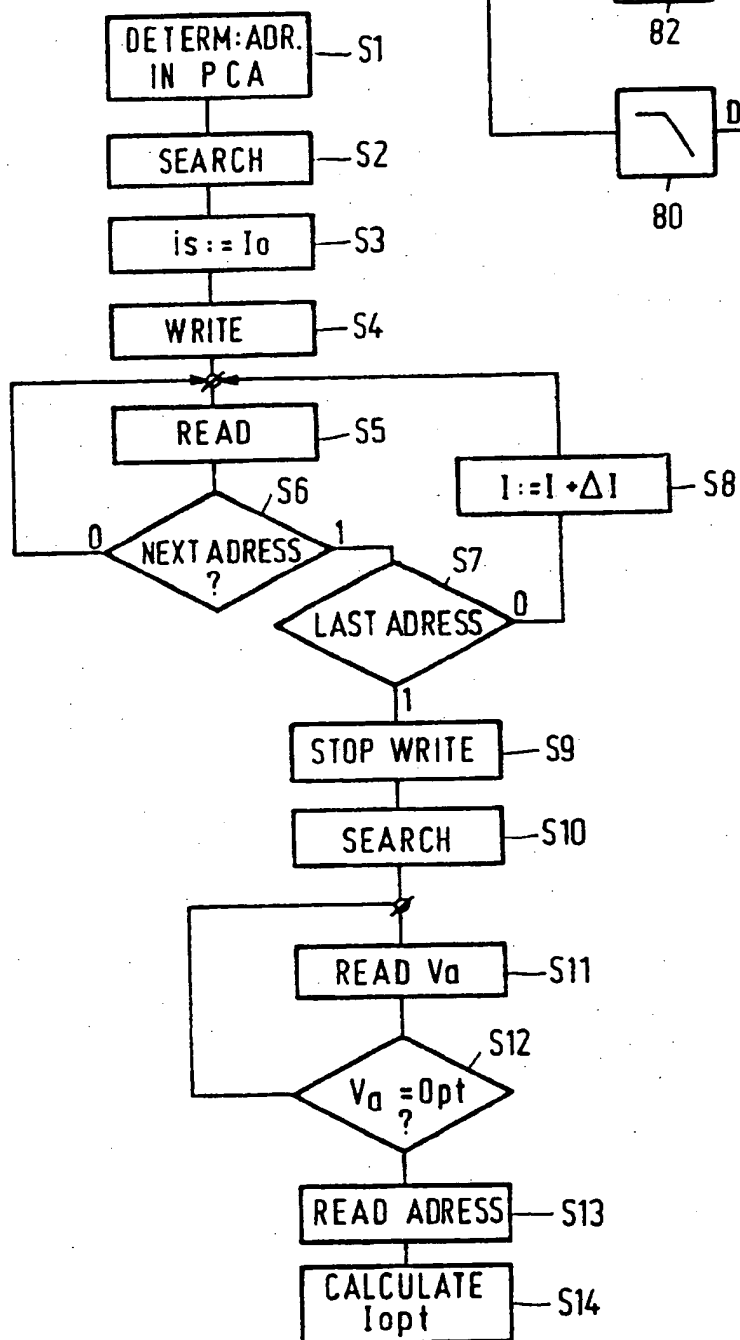 DETERM:ADR.
IN PCA
S1
82
D
80
SEARCH
S2
is:= Io
S3
WRITE
S4
READ
S5
I:=I+ΔI
S8
S6
0
1
NEXT ADRESS
?
S7
0
LAST ADRESS
1
STOP WRITE
S9
SEARCH
S10
READ Va
S11
S12
Va =Opt
?
READ ADRESS
S13
CALCULATE
Iopt
S14